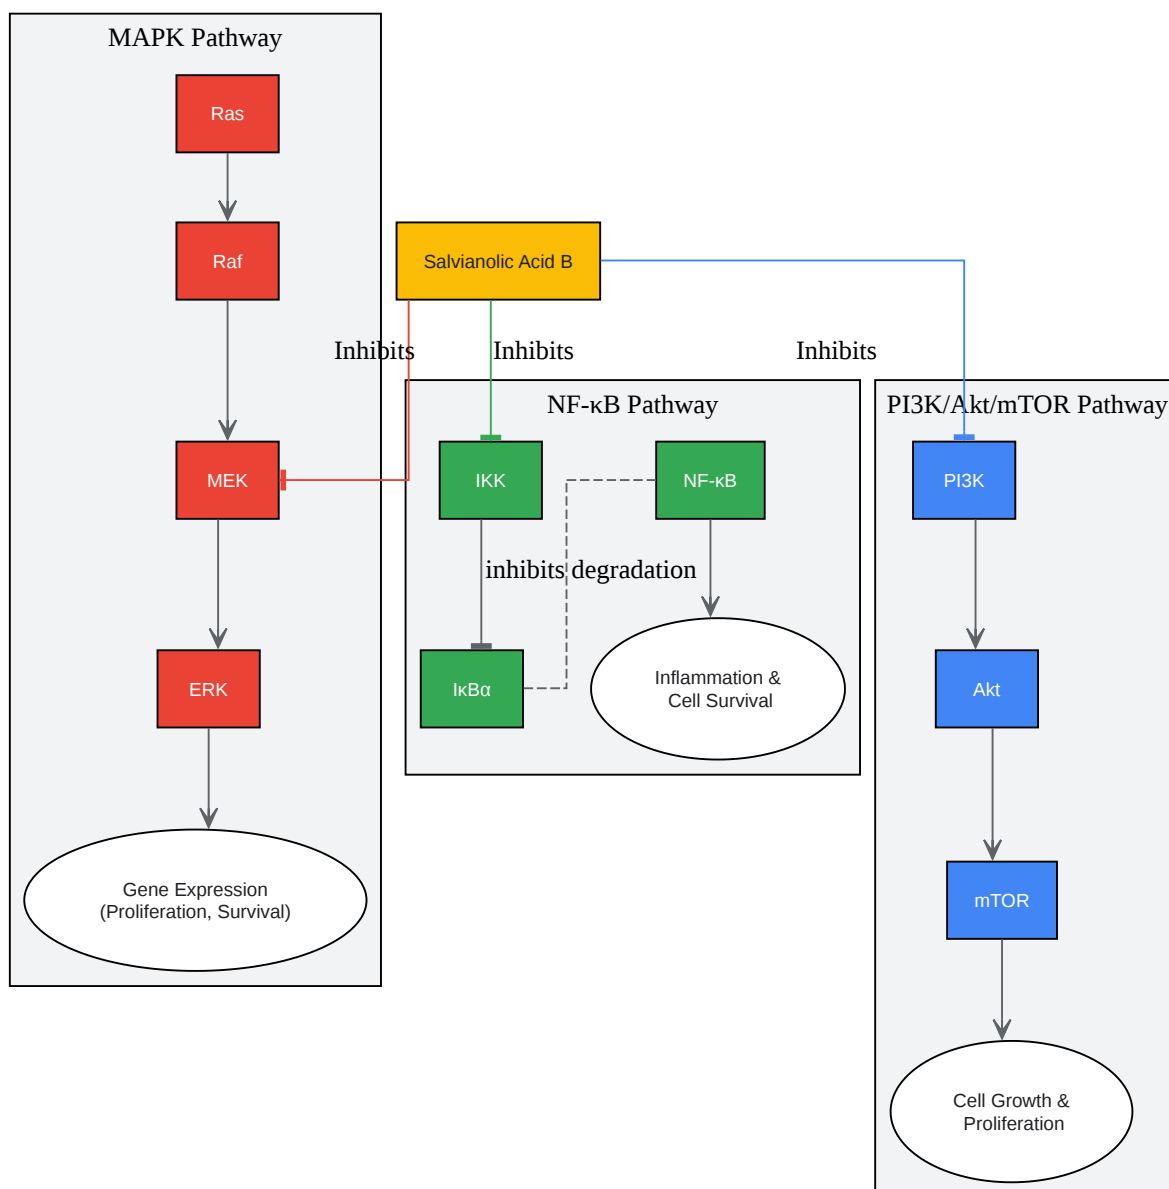 MAPK Pathway
Ras
Raf
Salvianolic Acid B
Inhibits
Inhibits
Inhibits
NF-κB Pathway
PI3K/Akt/mTOR Pathway
MEK
IKK
NF-κB
PI3K
inhibits degradation
ERK
IκBα
Inflammation &
Cell Survival
Akt
Gene Expression
(Proliferation, Survival)
mTOR
Cell Growth &
Proliferation